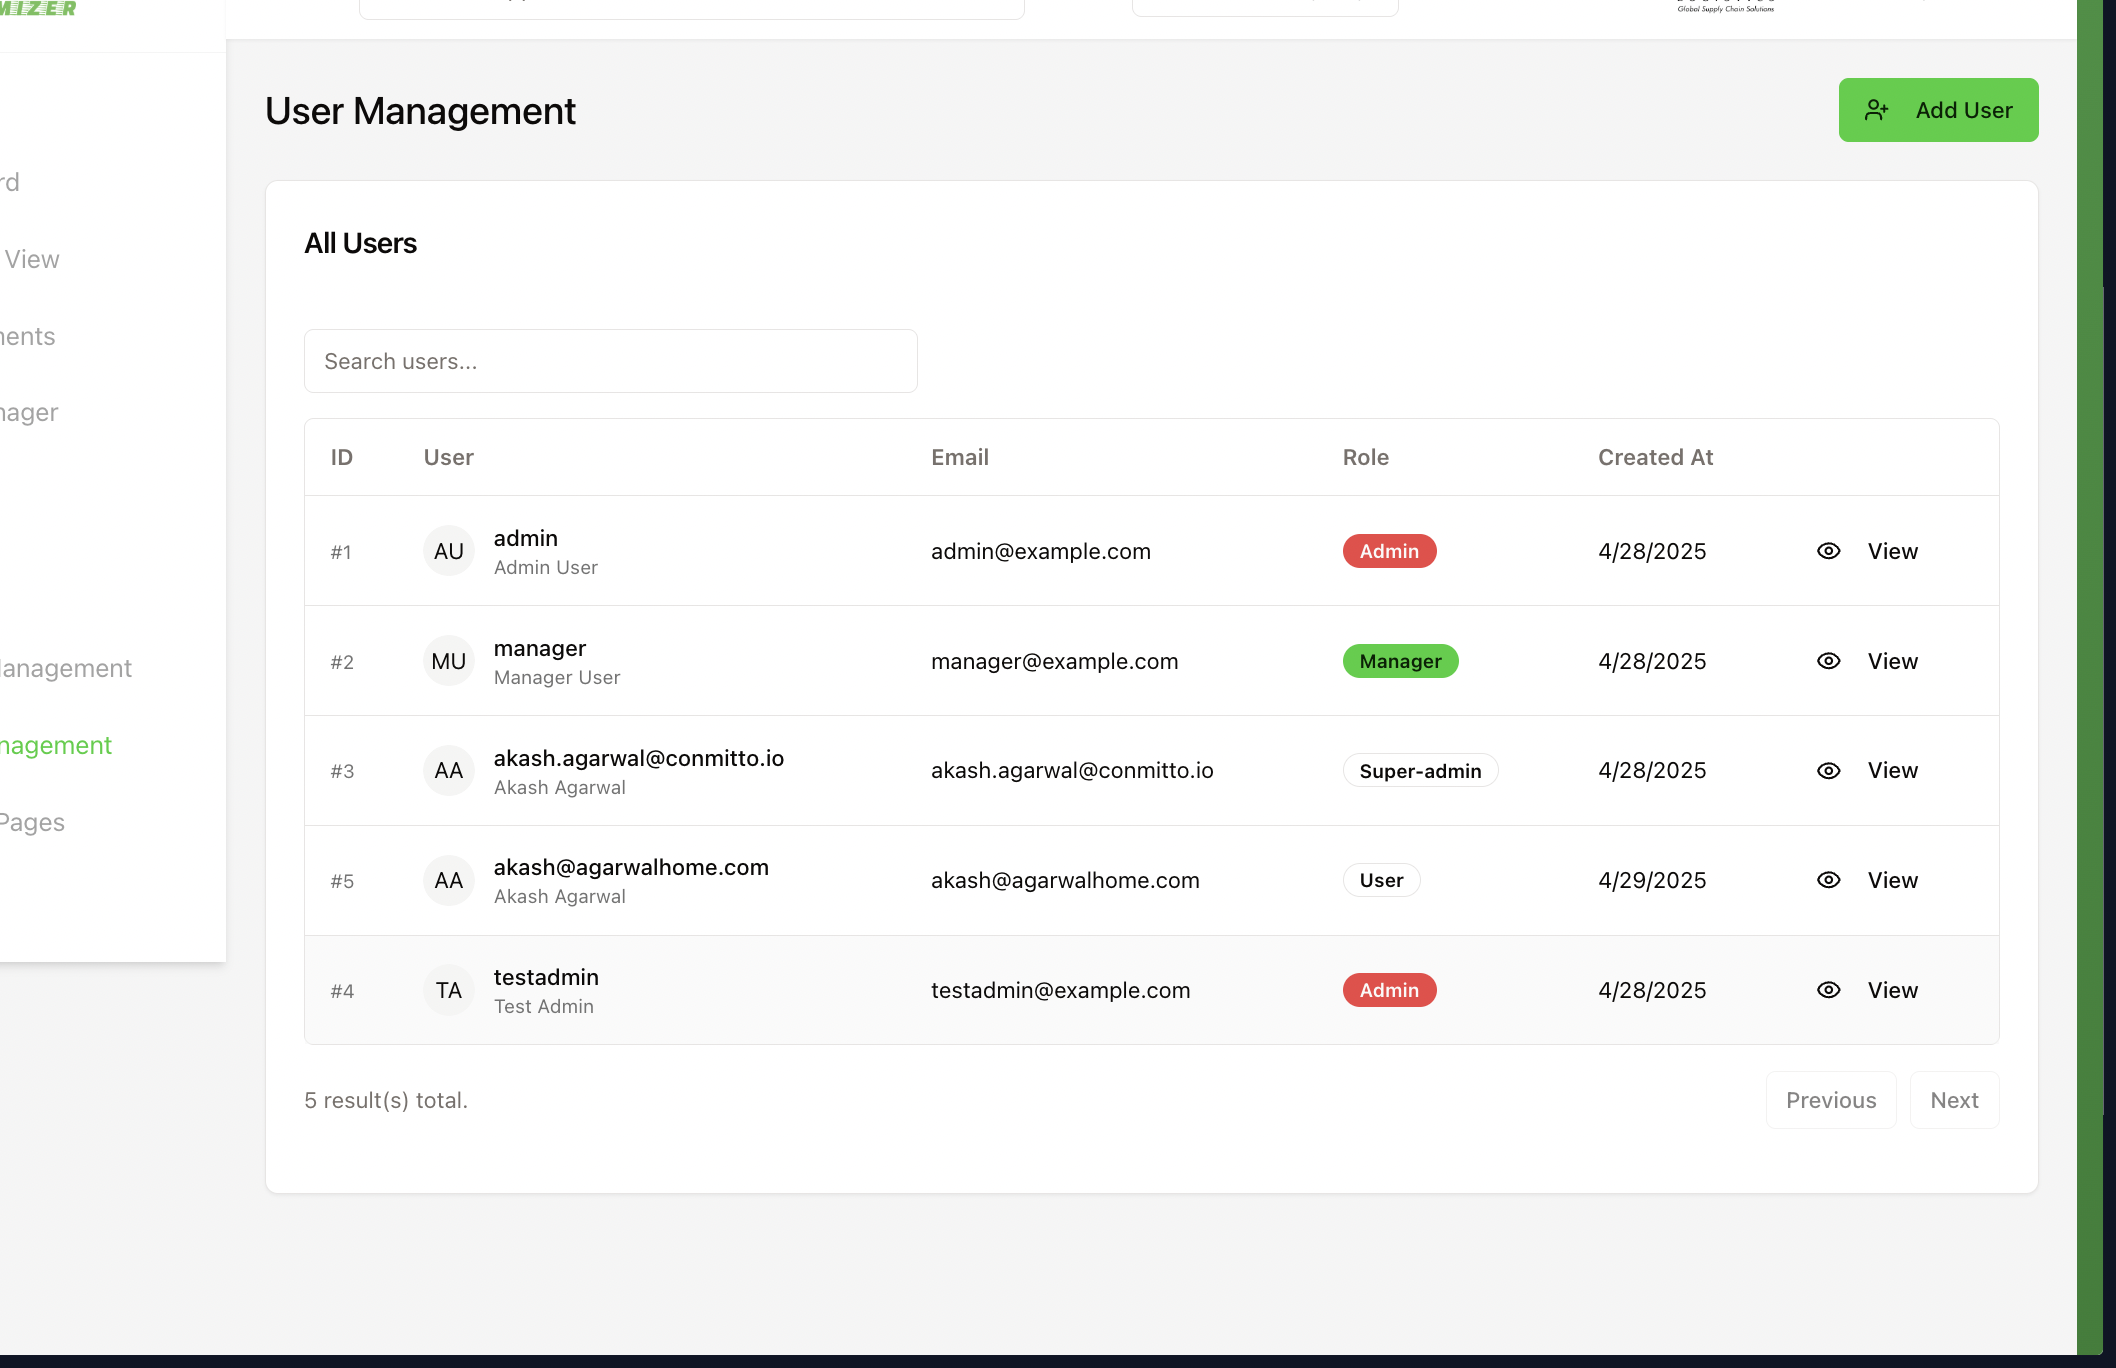 MIZER
Global Supply Chain Solutions
User Management
Add User
rd
View
nagement
Pages
All Users
Search users...
ID User Email Role Created At
#1 AU admin admin@example.com Admin 4/28/2025 View
Admin User
#2 MU manager manager@example.com Manager 4/28/2025 View
Manager User
#3 AA akash.agarwal@conmitto.io akash.agarwal@conmitto.io Super-admin 4/28/2025 View
Akash Agarwal
#5 AA akash@agarwalhome.com akash@agarwalhome.com User 4/29/2025 View
Akash Agarwal
#4 TA testadmin testadmin@example.com Admin 4/28/2025 View
Test Admin
5 result(s) total.
Previous Next